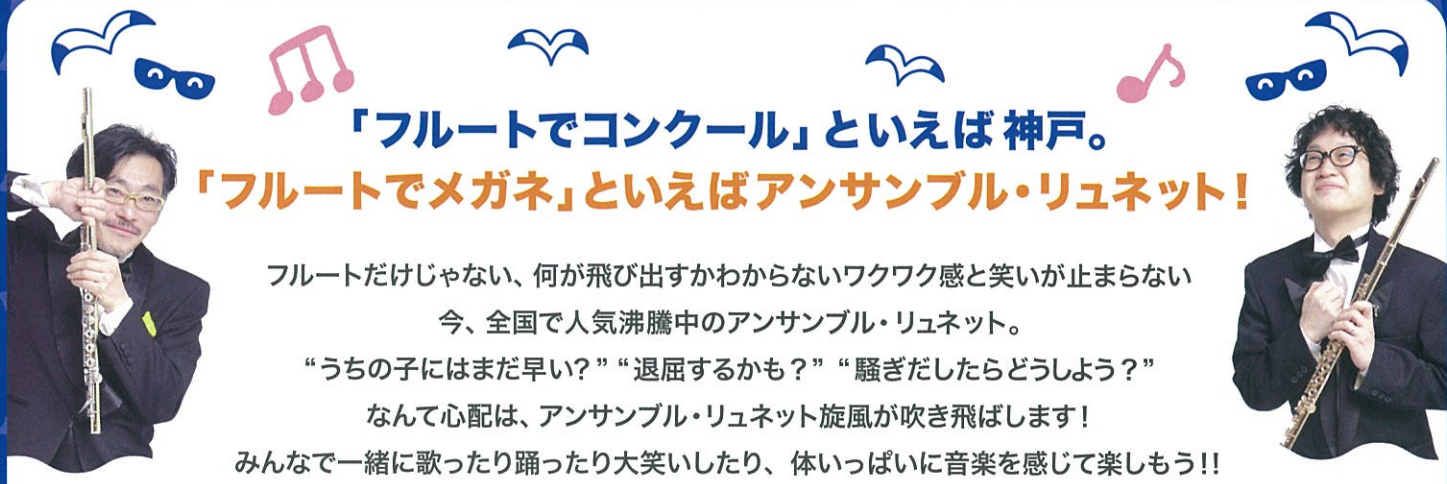 「フルートでコンクール」といえば 神戸。
「フルートでメガネ」といえばアンサンブル・リュネット！
フルートだけじゃない、何が飛び出すかわからないワクワク感と笑いが止まらない
今、全国で人気沸騰中のアンサンブル・リュネット。
“うちの子にはまだ早い？”“退屈するかも？”“騒ぎだしたらどうしよう？”
なんて心配は、アンサンブル・リュネット旋風が吹き飛ばします！
みんなで一緒に歌ったり踊ったり大笑いしたり、体いっぱいに音楽を感じて楽しもう!!